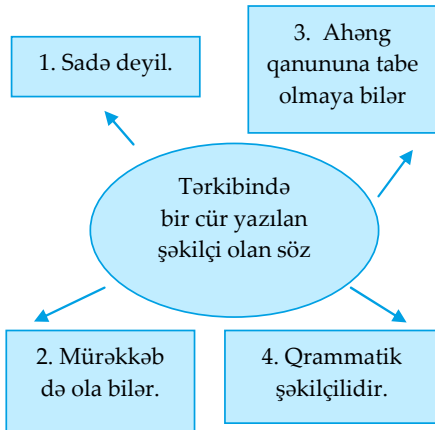 1. Sadə deyil.
3. Ahəng
qanununa tabe
olmaya bilər
Tərkibində
bir cür yazılan
şəkilçi olan söz
2. Mürəkkəb
də ola bilər.
4. Qrammatik
şəkilçilidir.